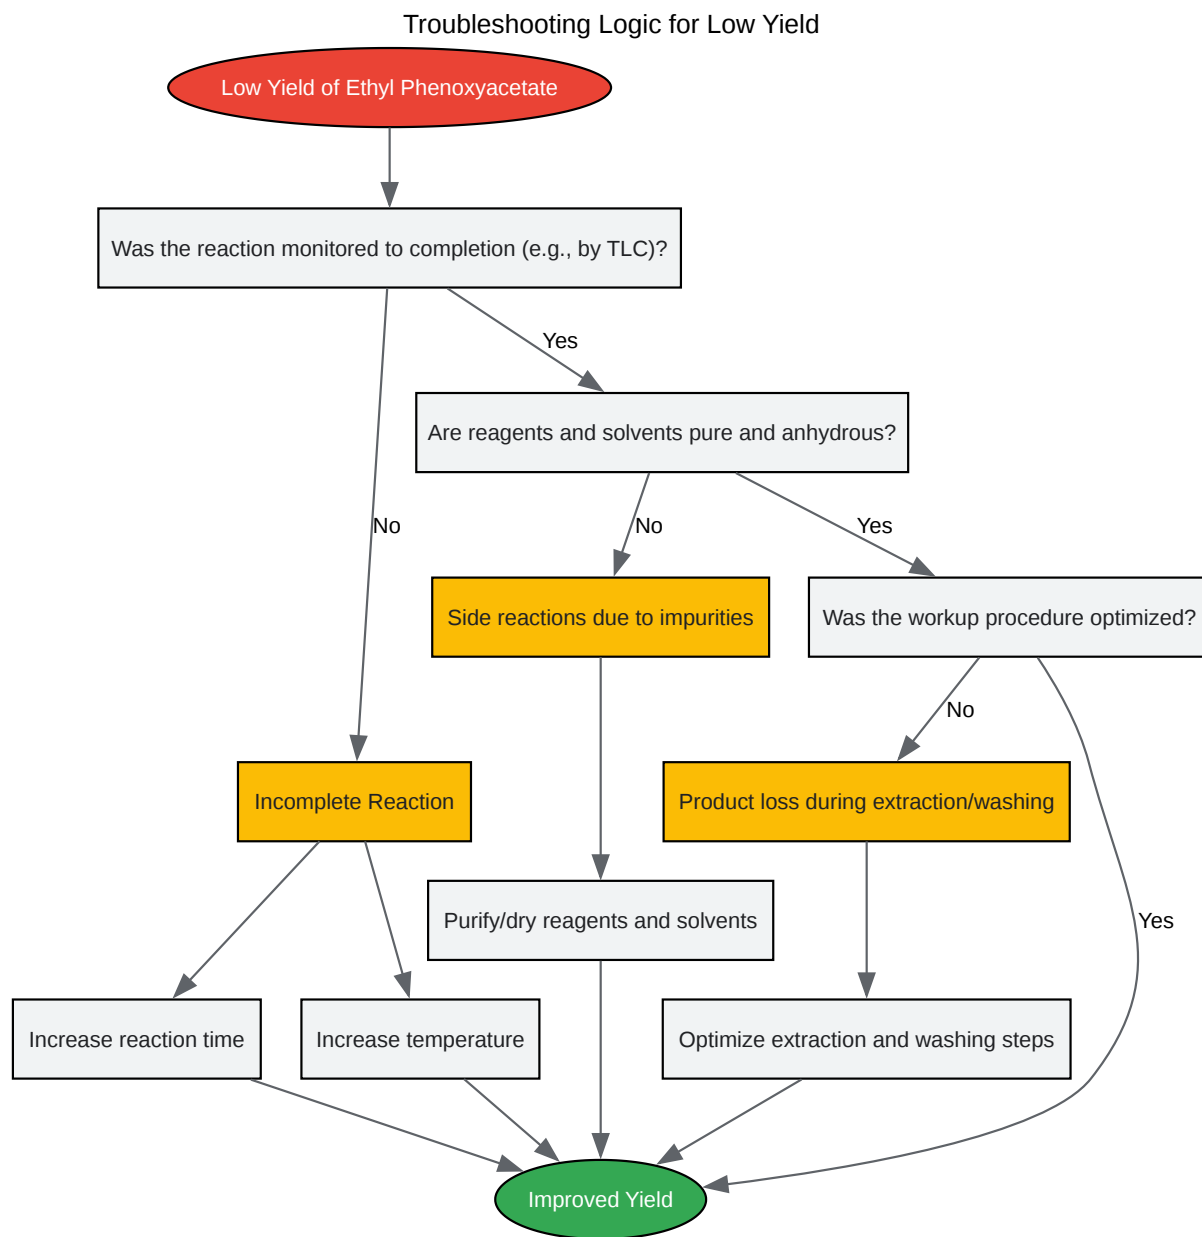 Troubleshooting Logic for Low Yield
Low Yield of Ethyl Phenoxyacetate
Was the reaction monitored to completion (e.g., by TLC)?
Yes
Are reagents and solvents pure and anhydrous?
No
No
Yes
Side reactions due to impurities
Was the workup procedure optimized?
No
Incomplete Reaction
Product loss during extraction/washing
Purify/dry reagents and solvents
Yes
Increase reaction time
Increase temperature
Optimize extraction and washing steps
Improved Yield